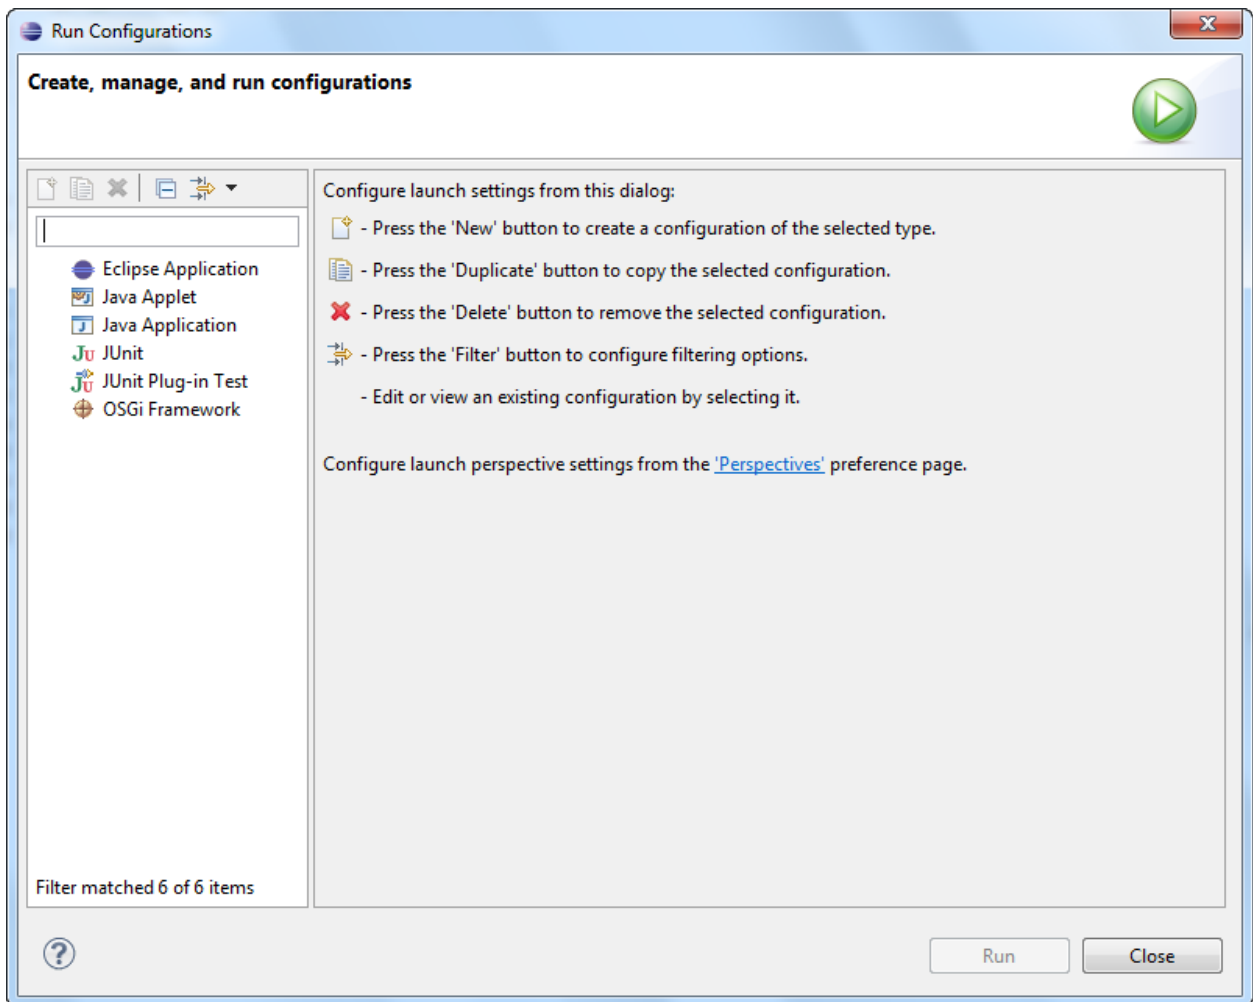 Run Configurations
Create, manage, and run configurations
Eclipse Application
Java Applet
Java Application
JUnit
JUnit Plug-in Test
OSGi Framework
Filter matched 6 of 6 items
Configure launch settings from this dialog:
- Press the 'New' button to create a configuration of the selected type.
- Press the 'Duplicate' button to copy the selected configuration.
- Press the 'Delete' button to remove the selected configuration.
- Press the 'Filter' button to configure filtering options.
- Edit or view an existing configuration by selecting it.
Configure launch perspective settings from the 'Perspectives' preference page.
Run
Close